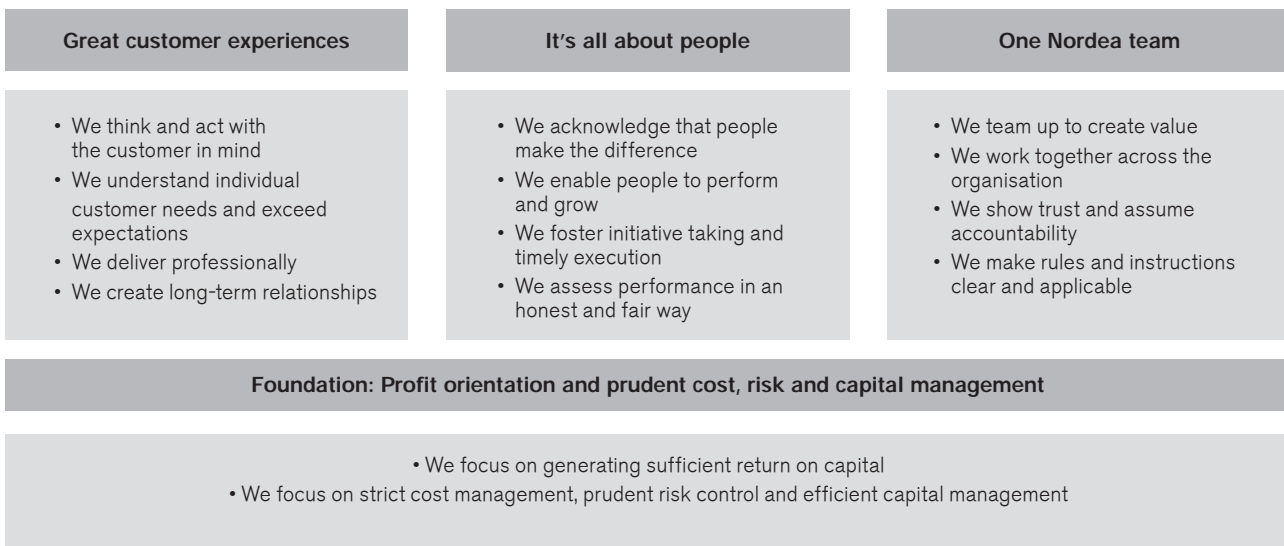 Great customer experiences
• We think and act with
the customer in mind
• We understand individual
customer needs and exceed
expectations
• We deliver professionally
• We create long-term relationships
It's all about people
• We acknowledge that people
make the difference
• We enable people to perform
and grow
• We foster initiative taking and
timely execution
• We assess performance in an
honest and fair way
One Nordea team
• We team up to create value
• We work together across the
organisation
• We show trust and assume
accountability
• We make rules and instructions
clear and applicable
Foundation: Profit orientation and prudent cost, risk and capital management
• We focus on generating sufficient return on capital
• We focus on strict cost management, prudent risk control and efficient capital management